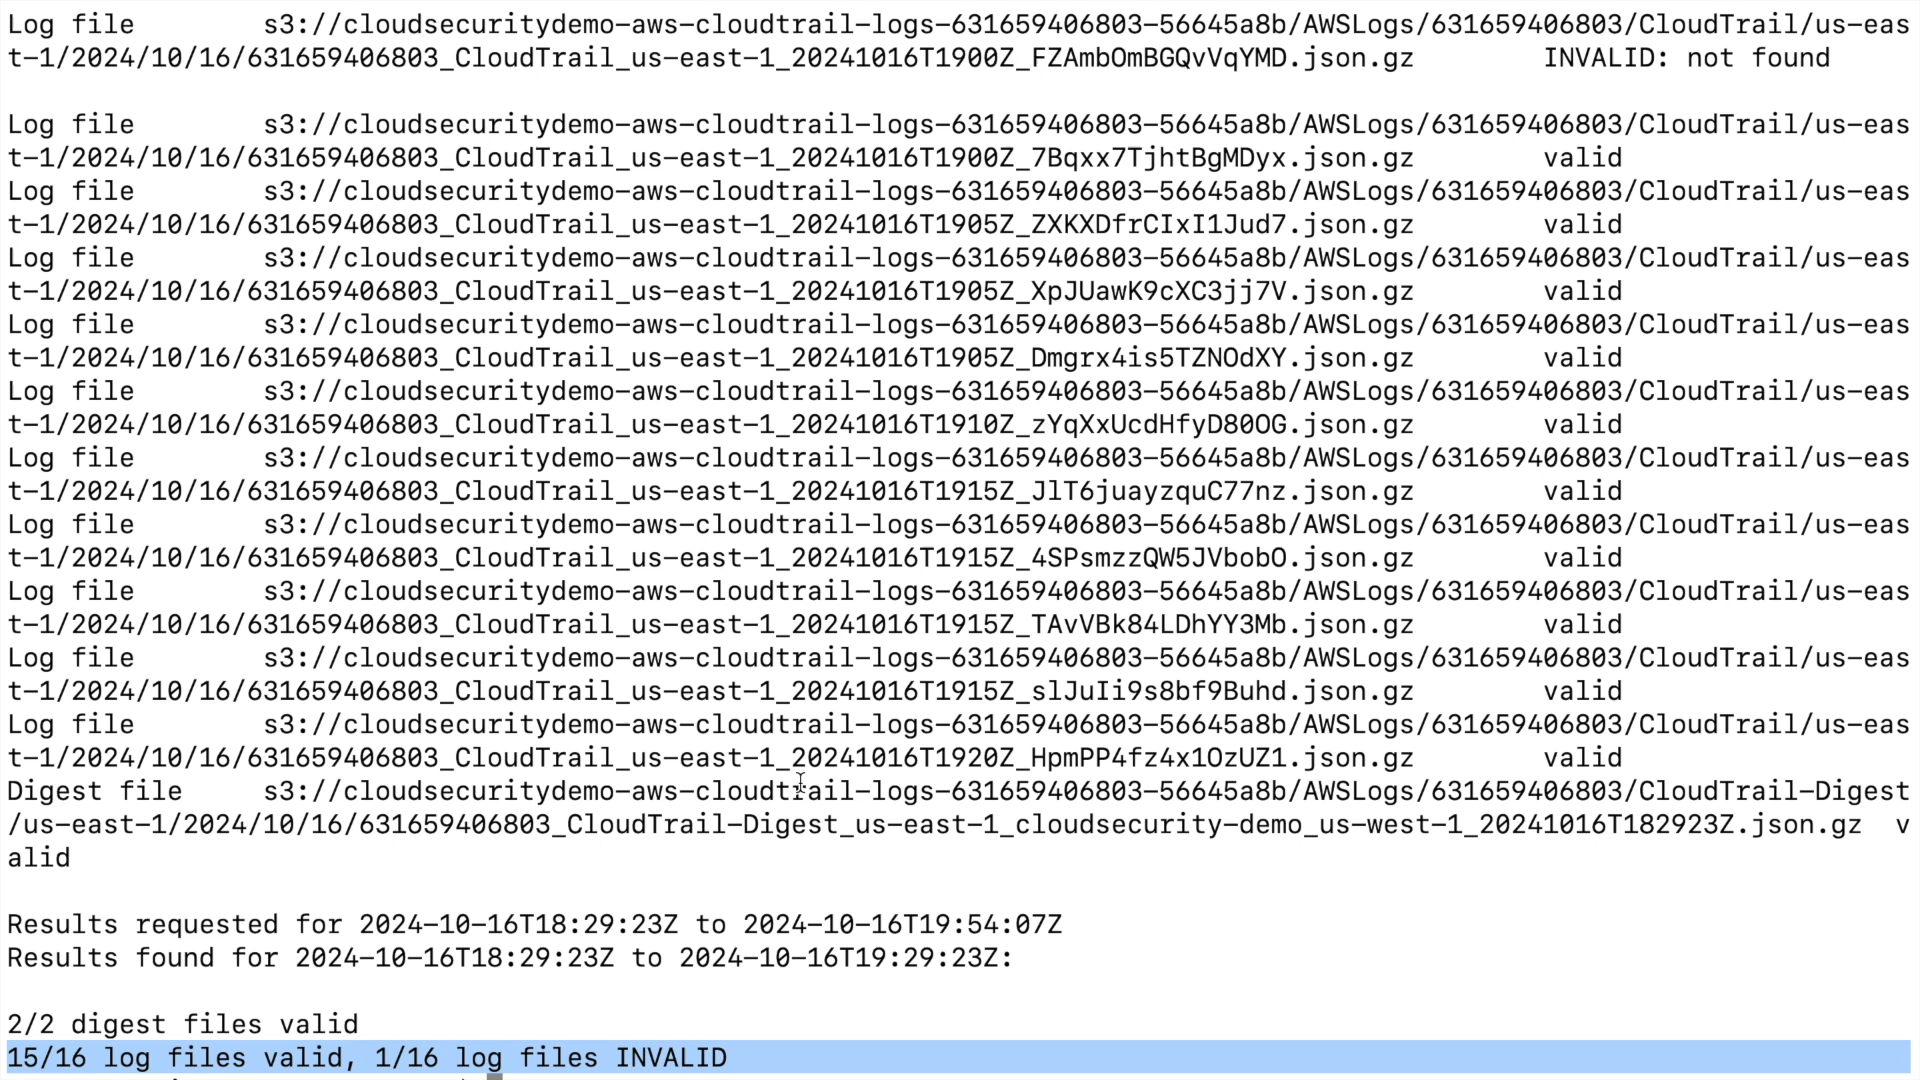 Log file        s3://cloudsecuritydemo-aws-cloudtrail-logs-631659406803-56645a8b/AWSLogs/631659406803/CloudTrail/us-eas
t-1/2024/10/16/631659406803_CloudTrail_us-east-1_20241016T1900Z_FZAmbOmBGQvVqYMD.json.gz        INVALID: not found
Log file        s3://cloudsecuritydemo-aws-cloudtrail-logs-631659406803-56645a8b/AWSLogs/631659406803/CloudTrail/us-eas
t-1/2024/10/16/631659406803_CloudTrail_us-east-1_20241016T1900Z_7Bqxx7TjhtBgMDyx.json.gz        valid
Log file        s3://cloudsecuritydemo-aws-cloudtrail-logs-631659406803-56645a8b/AWSLogs/631659406803/CloudTrail/us-eas
t-1/2024/10/16/631659406803_CloudTrail_us-east-1_20241016T1905Z_ZXKXDfrCIxI1Jud7.json.gz        valid
Log file        s3://cloudsecuritydemo-aws-cloudtrail-logs-631659406803-56645a8b/AWSLogs/631659406803/CloudTrail/us-eas
t-1/2024/10/16/631659406803_CloudTrail_us-east-1_20241016T1905Z_XpJUawK9cXC3jj7V.json.gz        valid
Log file        s3://cloudsecuritydemo-aws-cloudtrail-logs-631659406803-56645a8b/AWSLogs/631659406803/CloudTrail/us-eas
t-1/2024/10/16/631659406803_CloudTrail_us-east-1_20241016T1905Z_Dmgrx4is5TZNOdXY.json.gz        valid
Log file        s3://cloudsecuritydemo-aws-cloudtrail-logs-631659406803-56645a8b/AWSLogs/631659406803/CloudTrail/us-eas
t-1/2024/10/16/631659406803_CloudTrail_us-east-1_20241016T1910Z_zYqXxUcdHfyD80OG.json.gz        valid
Log file        s3://cloudsecuritydemo-aws-cloudtrail-logs-631659406803-56645a8b/AWSLogs/631659406803/CloudTrail/us-eas
t-1/2024/10/16/631659406803_CloudTrail_us-east-1_20241016T1915Z_JlT6juayzquC77nz.json.gz        valid
Log file        s3://cloudsecuritydemo-aws-cloudtrail-logs-631659406803-56645a8b/AWSLogs/631659406803/CloudTrail/us-eas
t-1/2024/10/16/631659406803_CloudTrail_us-east-1_20241016T1915Z_4SPsmzzQW5JVbobO.json.gz        valid
Log file        s3://cloudsecuritydemo-aws-cloudtrail-logs-631659406803-56645a8b/AWSLogs/631659406803/CloudTrail/us-eas
t-1/2024/10/16/631659406803_CloudTrail_us-east-1_20241016T1915Z_TAvVBk84LDhYY3Mb.json.gz        valid
Log file        s3://cloudsecuritydemo-aws-cloudtrail-logs-631659406803-56645a8b/AWSLogs/631659406803/CloudTrail/us-eas
t-1/2024/10/16/631659406803_CloudTrail_us-east-1_20241016T1915Z_slJuIi9s8bf9Buhd.json.gz        valid
Log file        s3://cloudsecuritydemo-aws-cloudtrail-logs-631659406803-56645a8b/AWSLogs/631659406803/CloudTrail/us-eas
t-1/2024/10/16/631659406803_CloudTrail_us-east-1_20241016T1920Z_HpmPP4fz4x1OzUZ1.json.gz        valid
Digest file     s3://cloudsecuritydemo-aws-cloudtrail-logs-631659406803-56645a8b/AWSLogs/631659406803/CloudTrail-Digest
/us-east-1/2024/10/16/631659406803_CloudTrail-Digest_us-east-1_cloudsecurity-demo_us-west-1_20241016T182923Z.json.gz  v
alid
Results requested for 2024-10-16T18:29:23Z to 2024-10-16T19:54:07Z
Results found for 2024-10-16T18:29:23Z to 2024-10-16T19:29:23Z:
2/2 digest files valid
15/16 log files valid, 1/16 log files INVALID